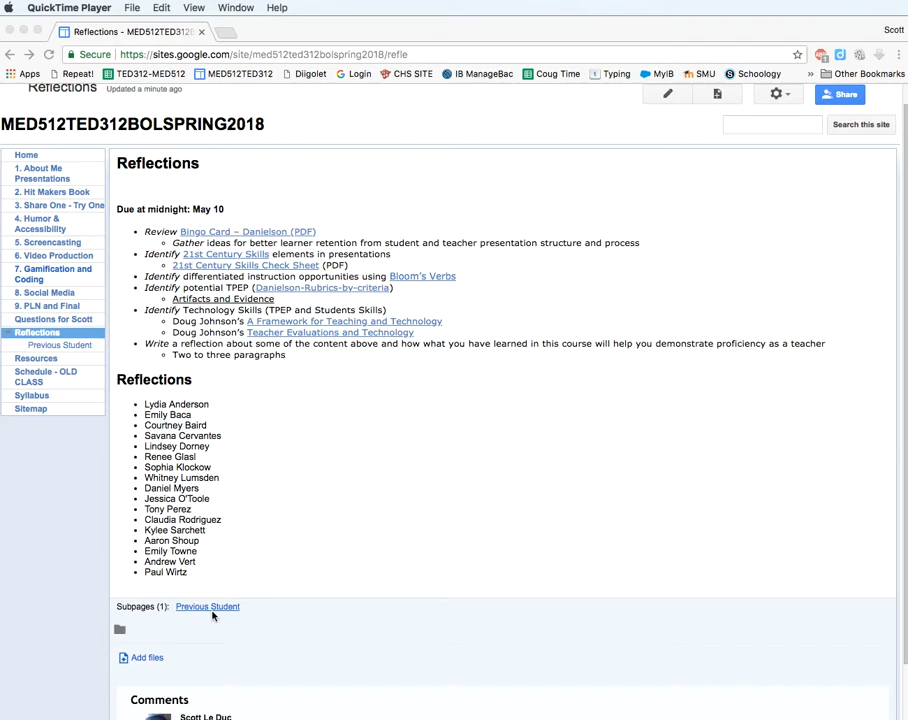 QuickTime Player File Edit View Window Help
Reflections - MED512TED312B
Scott
Secure https://sites.google.com/site/med512ted312bolspring2018/refle
Apps Repeat! TED312-MED512 MED512TED312 Diigolet Login CHS SITE IB ManageBac Coug Time Typing MyIB SMU Schoology » Other Bookmarks
Reflections Updated a minute ago
Share
MED512TED312BOLSPRING2018
Search this site
Home
1. About Me
Presentations
2. Hit Makers Book
3. Share One - Try One
4. Humor &
Accessibility
5. Screencasting
6. Video Production
7. Gamification and
Coding
8. Social Media
9. PLN and Final
Questions for Scott
Reflections
Previous Student
Resources
Schedule - OLD
CLASS
Syllabus
Sitemap
Reflections
Due at midnight: May 10
Review Bingo Card – Danielson (PDF)
Gather ideas for better learner retention from student and teacher presentation structure and process
Identify 21st Century Skills elements in presentations
21st Century Skills Check Sheet (PDF)
Identify differentiated instruction opportunities using Bloom's Verbs
Identify potential TPEP (Danielson-Rubrics-by-criteria)
Artifacts and Evidence
Identify Technology Skills (TPEP and Students Skills)
Doug Johnson's A Framework for Teaching and Technology
Doug Johnson's Teacher Evaluations and Technology
Write a reflection about some of the content above and how what you have learned in this course will help you demonstrate proficiency as a teacher
Two to three paragraphs
Reflections
Lydia Anderson
Emily Baca
Courtney Baird
Savana Cervantes
Lindsey Dorney
Renee Glasl
Sophia Klockow
Whitney Lumsden
Daniel Myers
Jessica O'Toole
Tony Perez
Claudia Rodriguez
Kylee Sarchett
Aaron Shoup
Emily Towne
Andrew Vert
Paul Wirtz
Subpages (1): Previous Student
Add files
Comments
Scott Le Duc